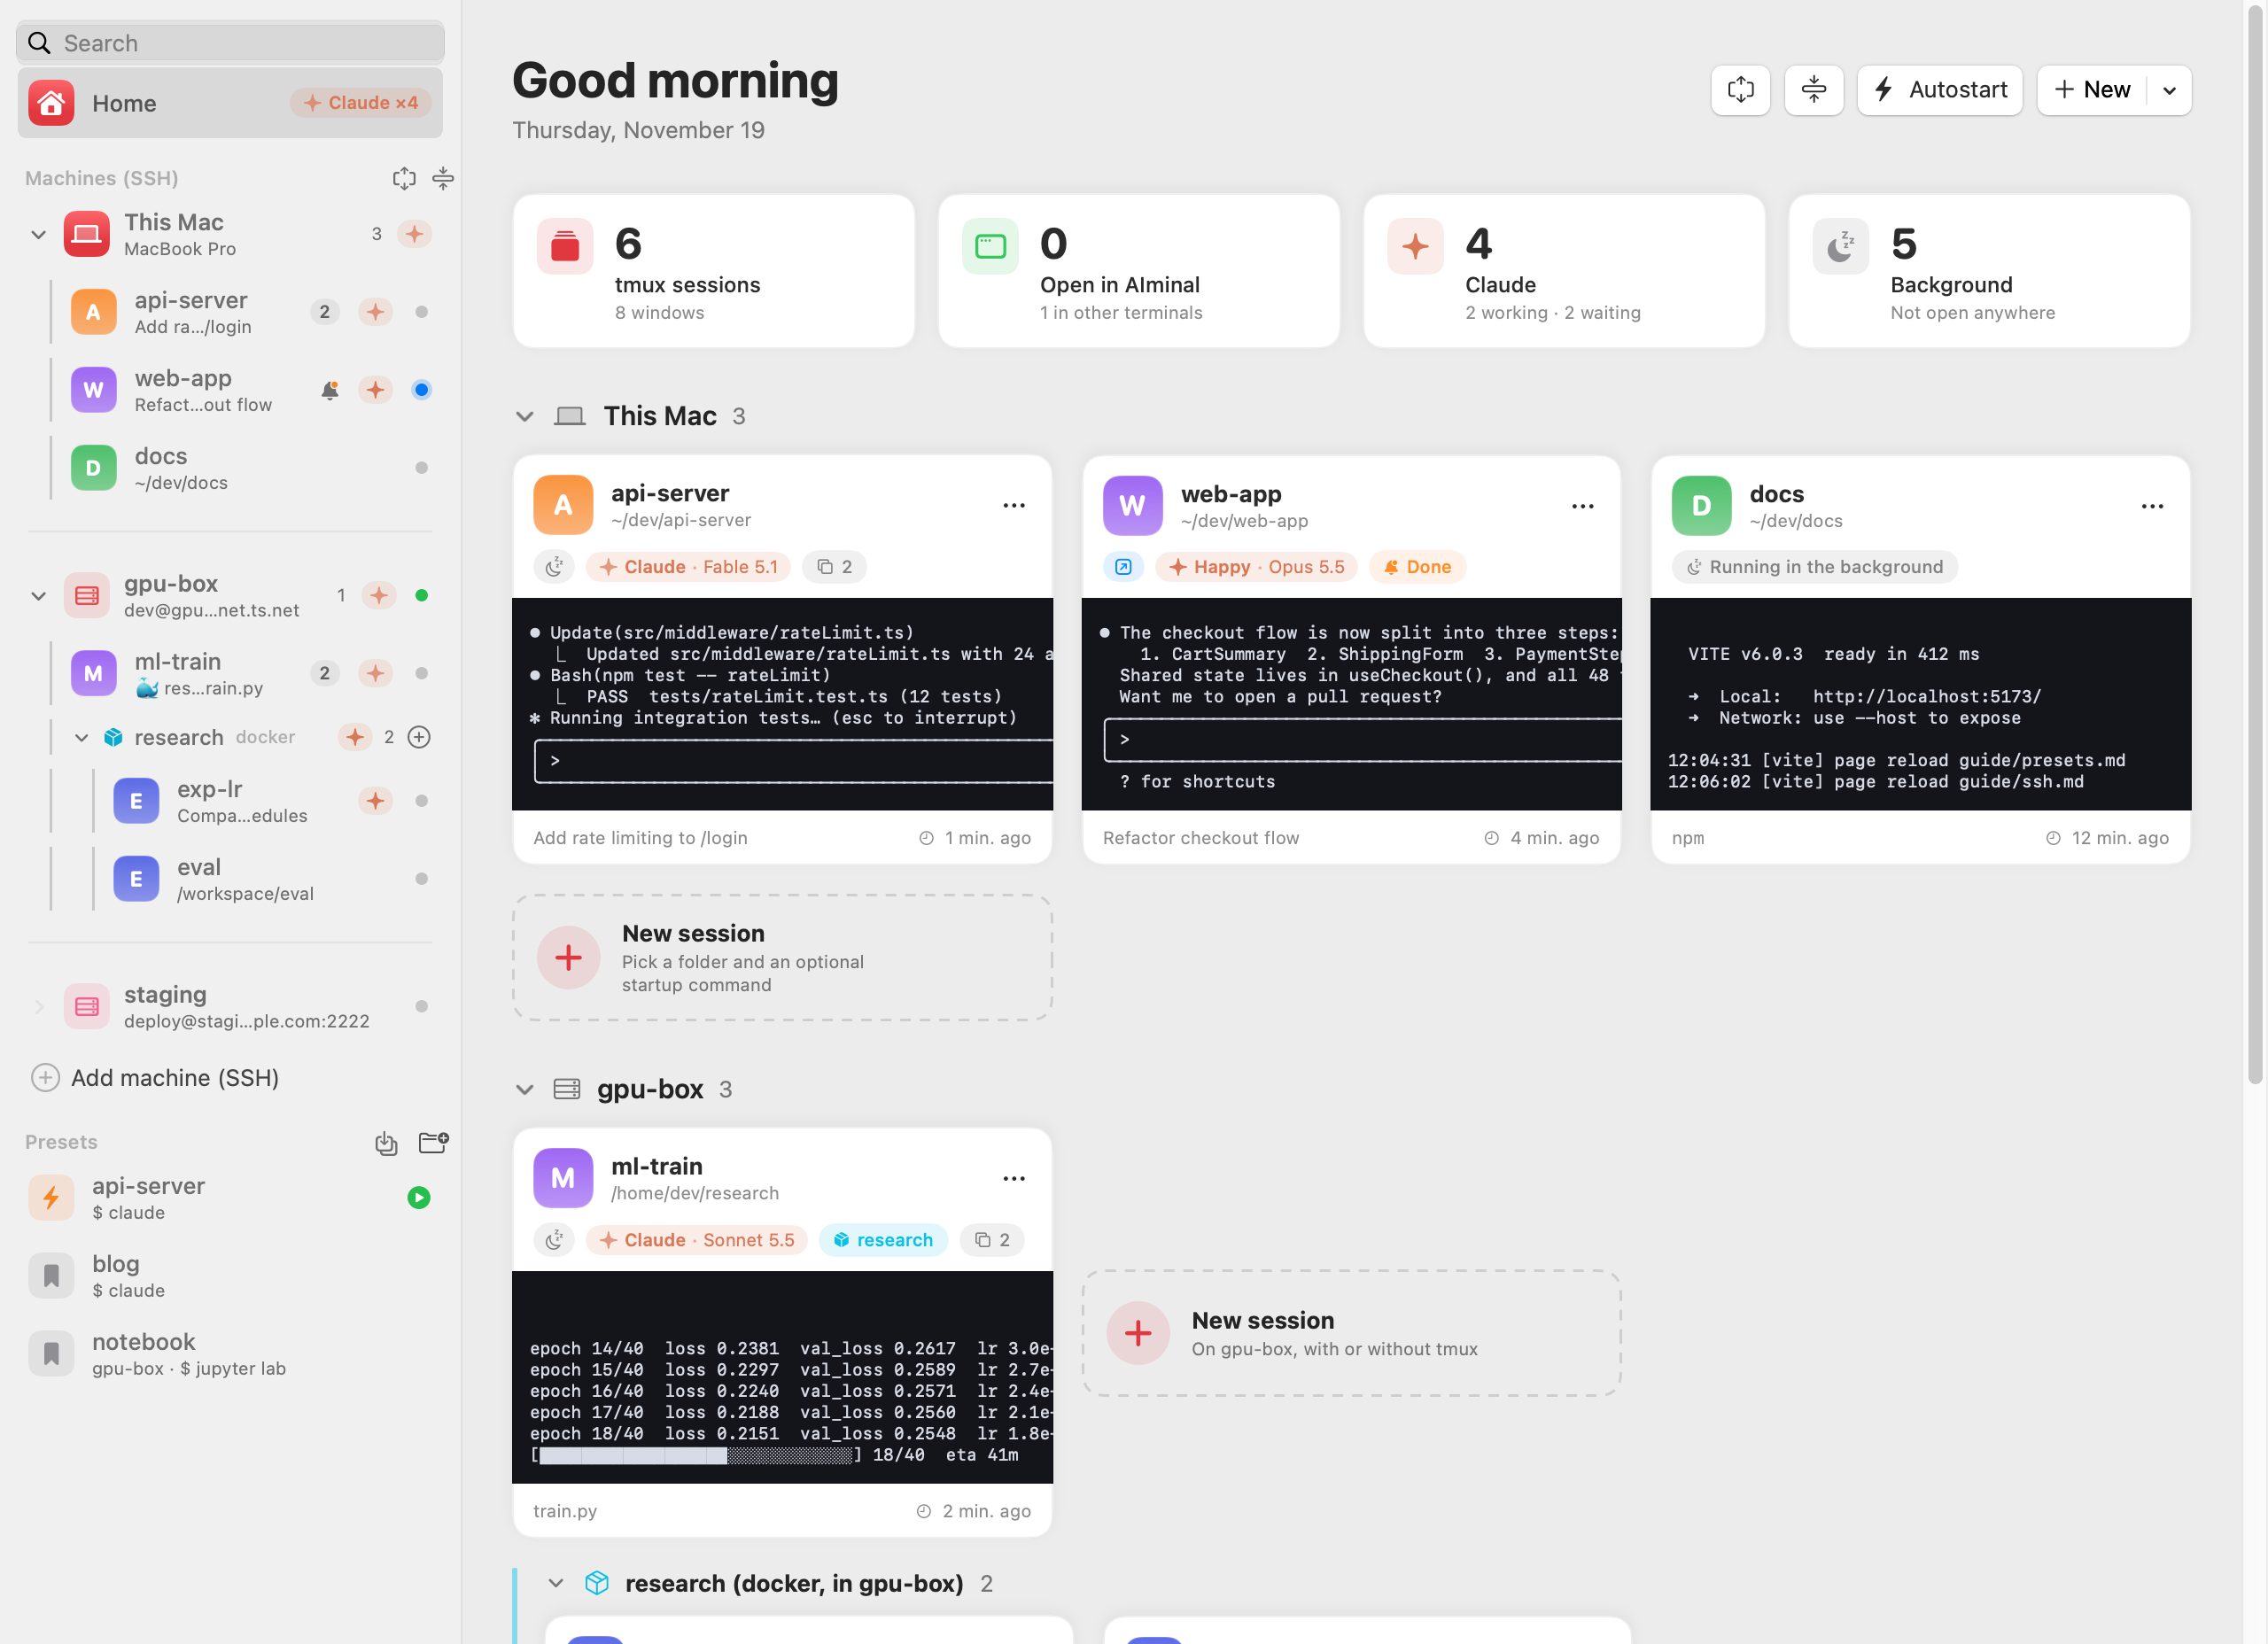 Search
Home
Claude ×4
Machines (SSH)
This Mac
MacBook Pro
3
A
api-server
Add ra.../login
2
W
web-app
Refact...out flow
D
docs
~/dev/docs
gpu-box
dev@gpu...net.ts.net
1
M
ml-train
res...rain.py
2
research docker
2
E
exp-lr
Compa...edules
E
eval
/workspace/eval
staging
deploy@stagi...ple.com:2222
Add machine (SSH)
Presets
api-server
$ claude
blog
$ claude
notebook
gpu-box · $ jupyter lab
Good morning
Thursday, November 19
Autostart
+ New
6
tmux sessions
8 windows
0
Open in Alminal
1 in other terminals
4
Claude
2 working · 2 waiting
5
Background
Not open anywhere
This Mac 3
A
api-server
~/dev/api-server
Claude · Fable 5.1
2
● Update(src/middleware/rateLimit.ts)
⎿ Updated src/middleware/rateLimit.ts with 24 a
● Bash(npm test -- rateLimit)
⎿ PASS tests/rateLimit.test.ts (12 tests)
✱ Running integration tests… (esc to interrupt)
>
Add rate limiting to /login
1 min. ago
W
web-app
~/dev/web-app
Happy · Opus 5.5
Done
● The checkout flow is now split into three steps:
1. CartSummary 2. ShippingForm 3. PaymentStep
Shared state lives in useCheckout(), and all 48
Want me to open a pull request?
>
? for shortcuts
Refactor checkout flow
4 min. ago
D
docs
~/dev/docs
Running in the background
VITE v6.0.3 ready in 412 ms
➜ Local: http://localhost:5173/
➜ Network: use --host to expose
12:04:31 [vite] page reload guide/presets.md
12:06:02 [vite] page reload guide/ssh.md
npm
12 min. ago
New session
Pick a folder and an optional
startup command
gpu-box 3
M
ml-train
/home/dev/research
Claude · Sonnet 5.5
research
2
epoch 14/40 loss 0.2381 val_loss 0.2617 lr 3.0e-
epoch 15/40 loss 0.2297 val_loss 0.2589 lr 2.7e-
epoch 16/40 loss 0.2240 val_loss 0.2571 lr 2.4e-
epoch 17/40 loss 0.2188 val_loss 0.2560 lr 2.1e-
epoch 18/40 loss 0.2151 val_loss 0.2548 lr 1.8e-
[ ] 18/40 eta 41m
train.py
2 min. ago
New session
On gpu-box, with or without tmux
research (docker, in gpu-box) 2